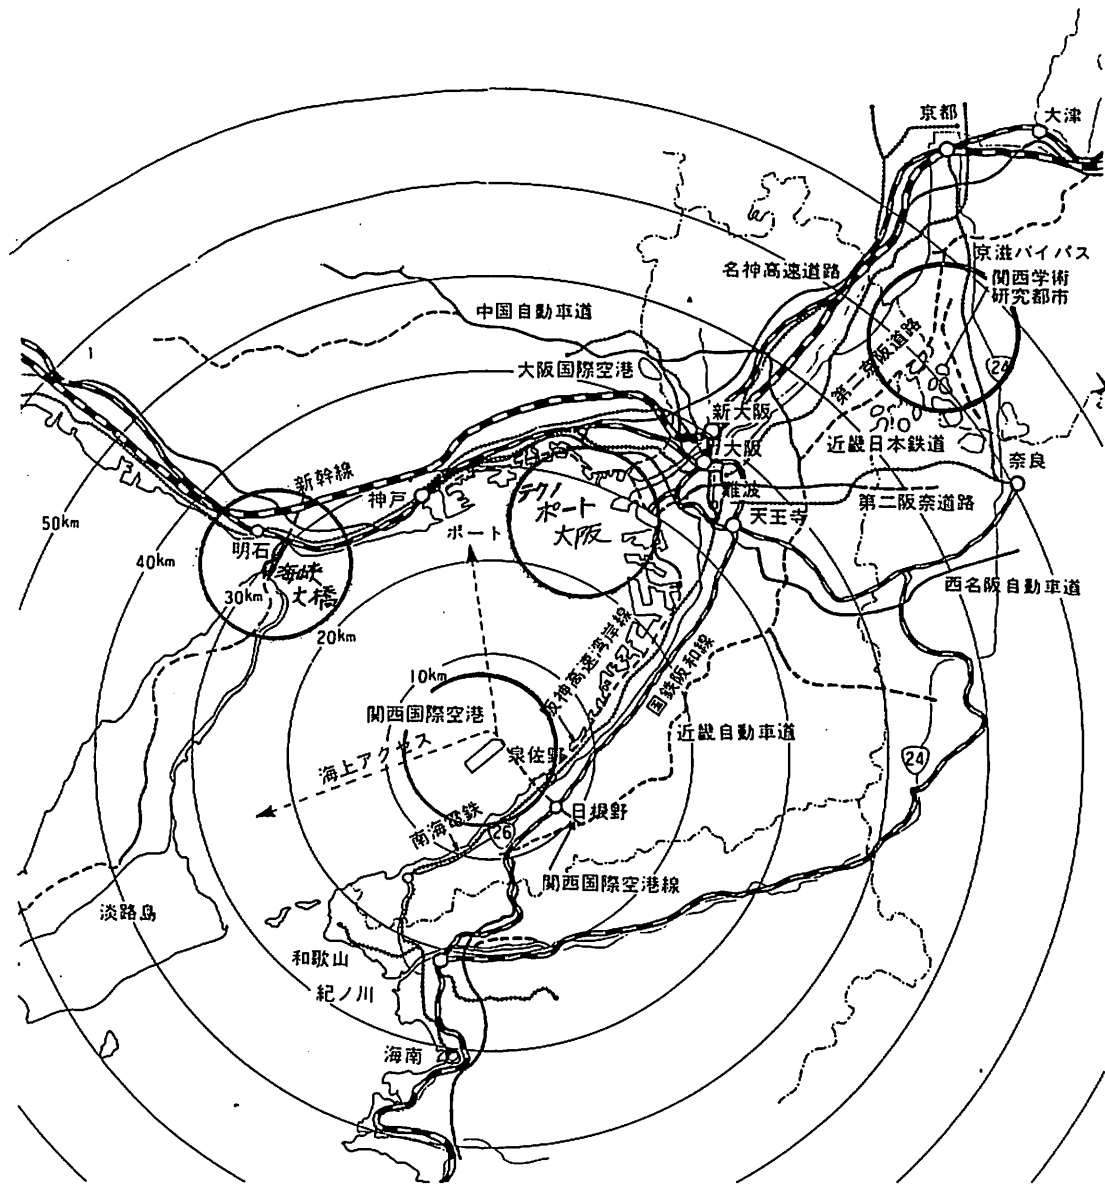 京都
大津
京滋バイパス
名神高速道路
関西学術
研究都市
中国自動車道
第二京阪道路
24
大阪国際空港
新大阪
大阪
近畿日本鉄道
奈良
新幹線
神戸
テクノ
ポート
大阪
難波
第二阪奈道路
天王寺
50km
ポート
明石
40km
海峡
大橋
30km
西名阪自動車道
20km
10km
阪神高速道湾岸線
国鉄阪和線
関西国際空港
近畿自動車道
海上アクセス
泉佐野
24
日根野
南海電鉄
26
関西国際空港線
淡路島
和歌山
紀ノ川
海南